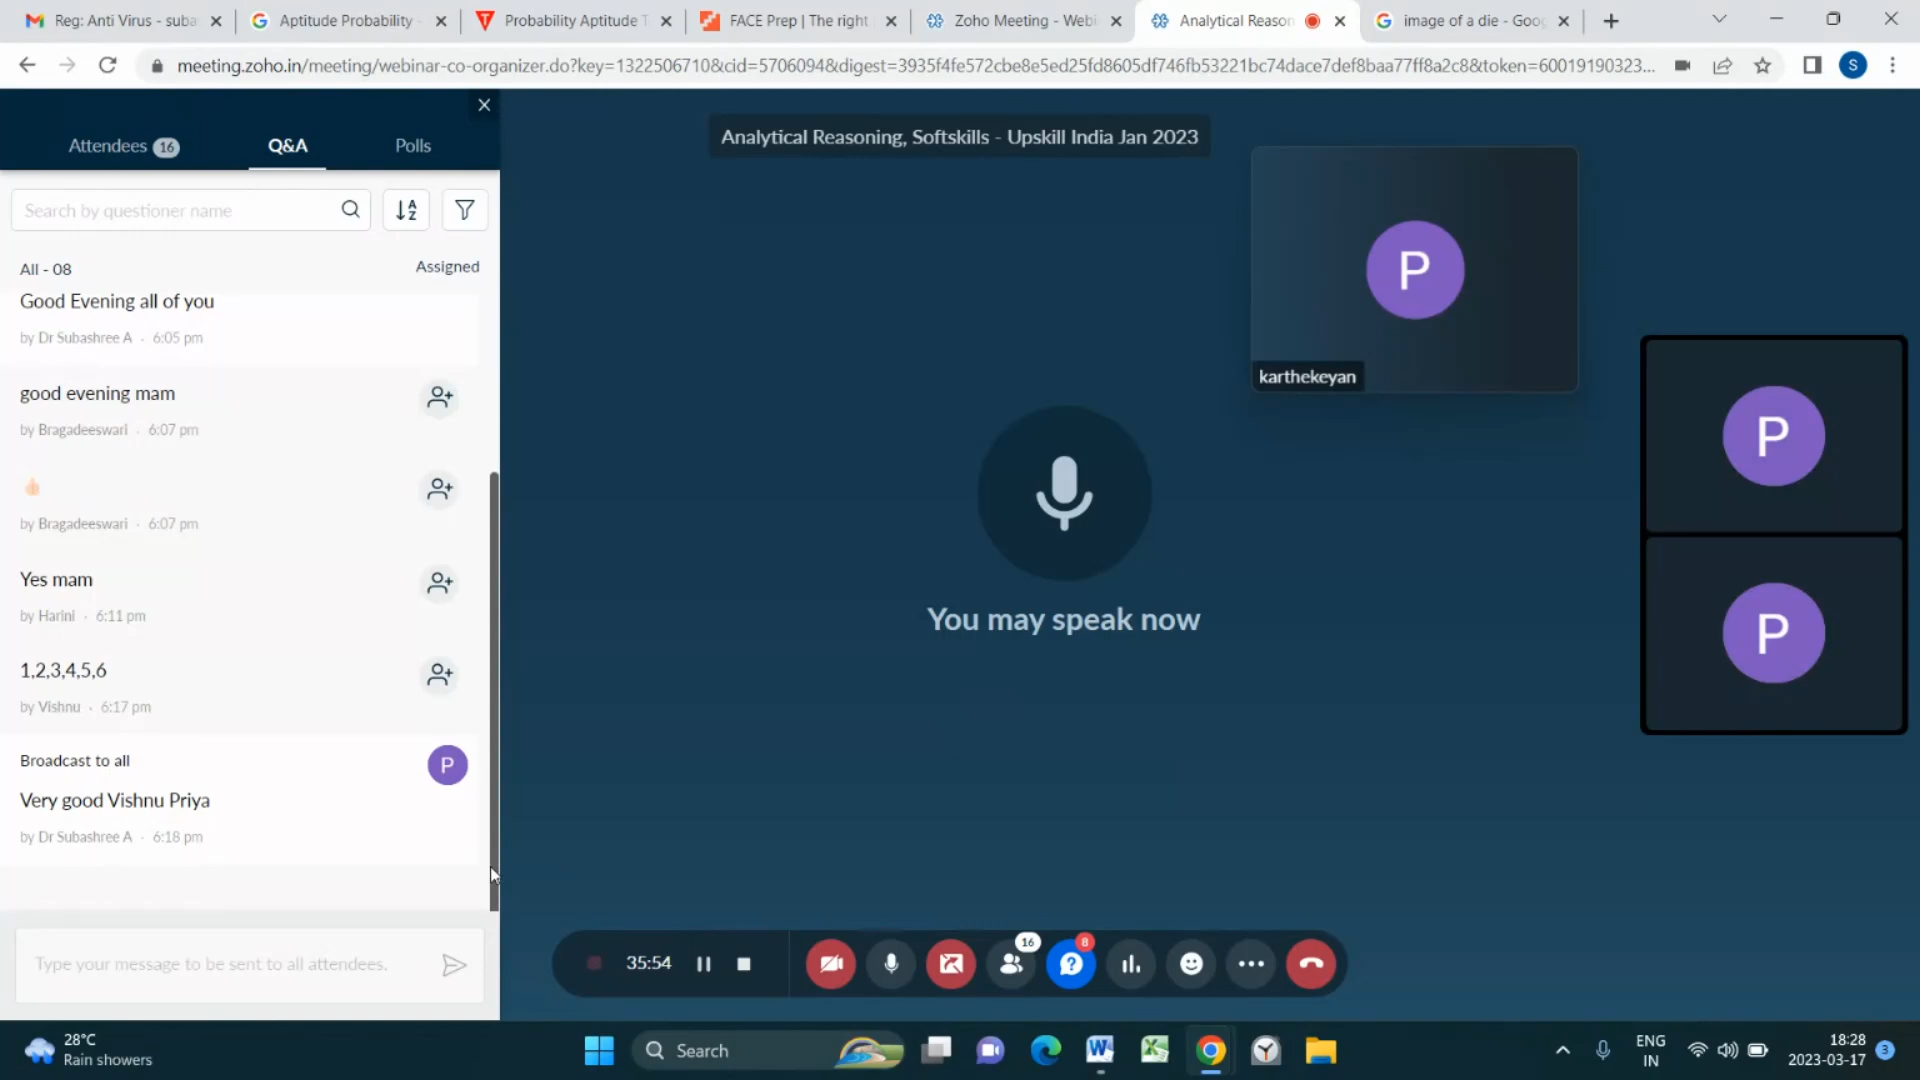 Reg: Anti Virus - suba
Aptitude Probability -
Probability Aptitude T
FACE Prep | The right
Zoho Meeting - Webi
Analytical Reason
image of a die - Goog
meeting.zoho.in/meeting/webinar-co-organizer.do?key=1322506710&cid=5706094&digest=3935f4fe572cbe8e5ed25fd8605df746fb53221bc74dace7def8baa77ff8a2c8&token=60019190323...
S
Attendees 16
Q&A
Polls
Search by questioner name
All - 08
Assigned
Good Evening all of you
by Dr Subashree A · 6:05 pm
good evening mam
by Bragadeeswari · 6:07 pm
by Bragadeeswari · 6:07 pm
Yes mam
by Harini · 6:11 pm
1,2,3,4,5,6
by Vishnu · 6:17 pm
Broadcast to all
P
Very good Vishnu Priya
by Dr Subashree A · 6:18 pm
Type your message to be sent to all attendees.
Analytical Reasoning, Softskills - Upskill India Jan 2023
P
karthekeyan
You may speak now
P
P
35:54
16
8
28°C
Rain showers
Search
ENG
IN
18:28
2023-03-17
3